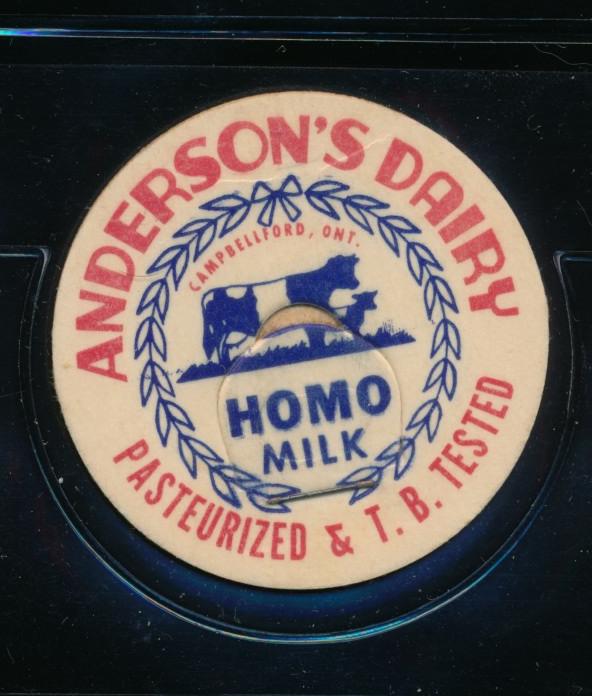 ANDERSON'S DAIRY
CAMPBELLFORD, ONT.
HOMO
MILK
PASTEURIZED & T. B. TESTED